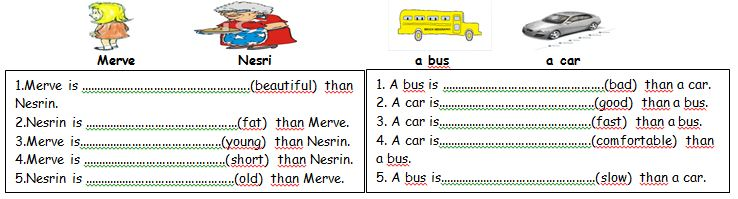 Merve
Nesri
a bus
a car
1.Merve is ……………………………………………(beautiful) than
Nesrin.
2.Nesrin is ………………………………………(fat) than Merve.
3.Merve is……………………………………(young) than Nesrin.
4.Merve is ……………………………………(short) than Nesrin.
5.Nesrin is ………………………………………(old) than Merve.
1. A bus is …………………………………………(bad) than a car.
2. A car is………………………………………(good) than a bus.
3. A car is………………………………………(fast) than a bus.
4. A car is………………………………………(comfortable) than
a bus.
5. A bus is………………………………………(slow) than a car.